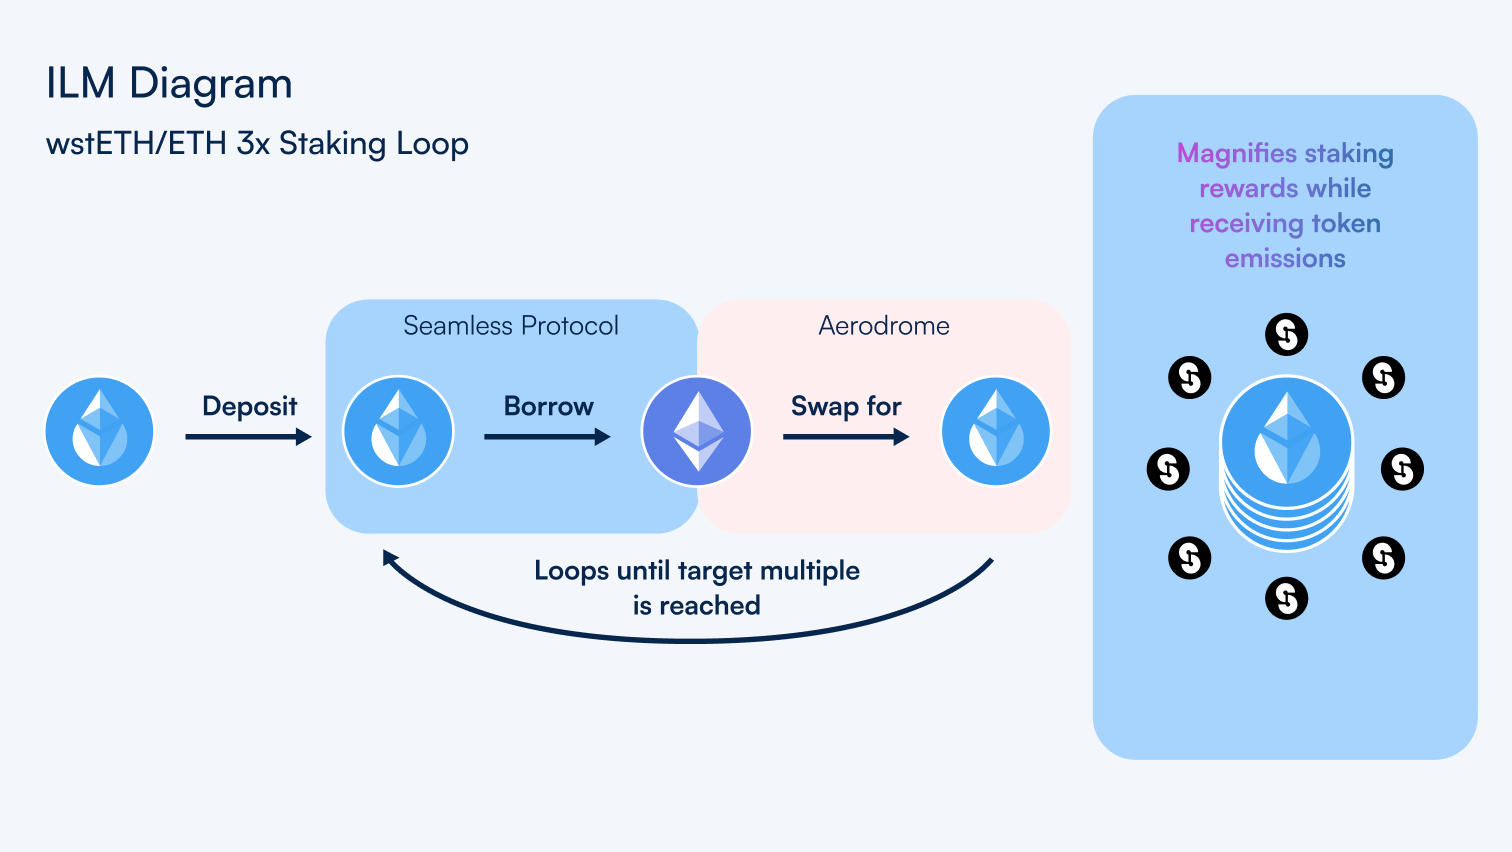 ILM Diagram
wstETH/ETH 3x Staking Loop
Magnifies staking
rewards while
receiving token
emissions
Seamless Protocol
Aerodrome
Deposit
Borrow
Swap for
Loops until target multiple
is reached